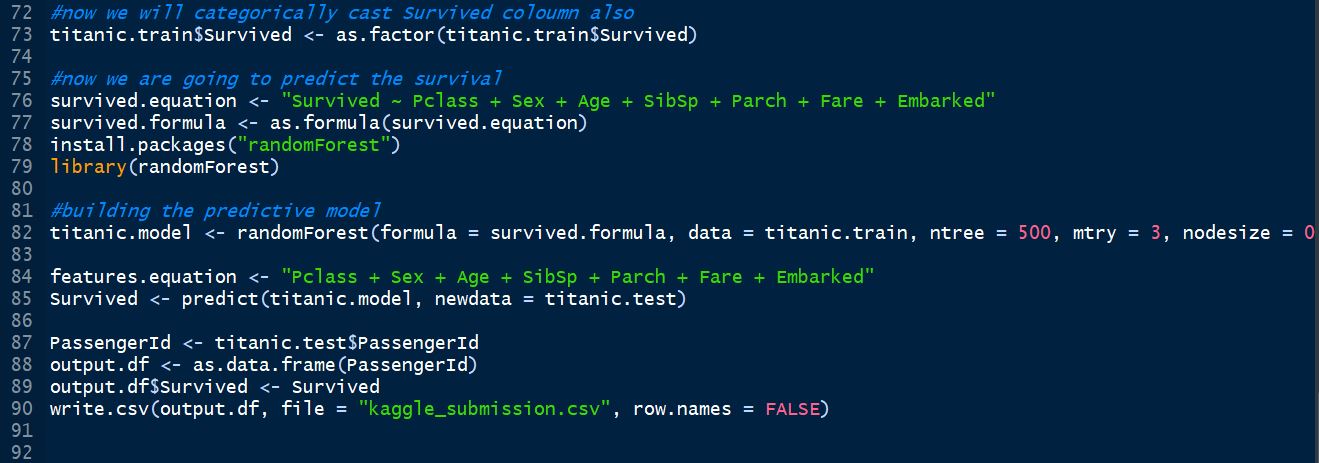 72 #now we will categorically cast Survived coloumn also
73 titanic.train$Survived <- as.factor(titanic.train$Survived)
74
75 #now we are going to predict the survival
76 survived.equation <- "Survived ~ Pclass + Sex + Age + SibSp + Parch + Fare + Embarked"
77 survived.formula <- as.formula(survived.equation)
78 install.packages("randomForest")
79 library(randomForest)
80
81 #building the predictive model
82 titanic.model <- randomForest(formula = survived.formula, data = titanic.train, ntree = 500, mtry = 3, nodesize = 0
83
84 features.equation <- "Pclass + Sex + Age + SibSp + Parch + Fare + Embarked"
85 Survived <- predict(titanic.model, newdata = titanic.test)
86
87 PassengerId <- titanic.test$PassengerId
88 output.df <- as.data.frame(PassengerId)
89 output.df$Survived <- Survived
90 write.csv(output.df, file = "kaggle_submission.csv", row.names = FALSE)
91
92